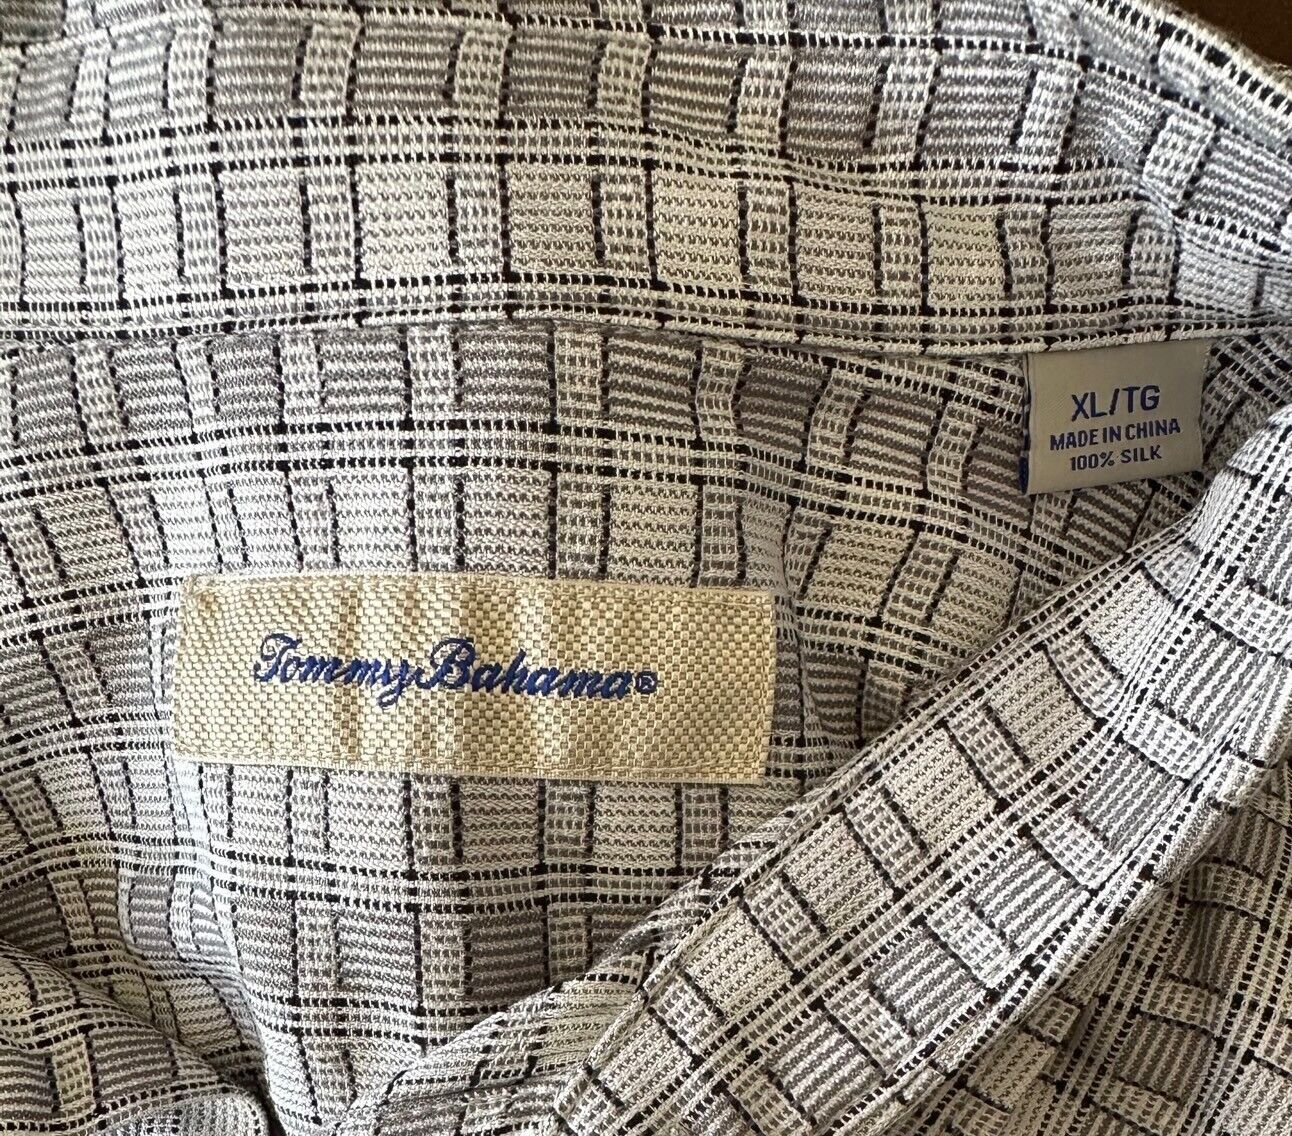 XL/TG
MADE IN CHINA
100% SILK
Tommy Bahama®